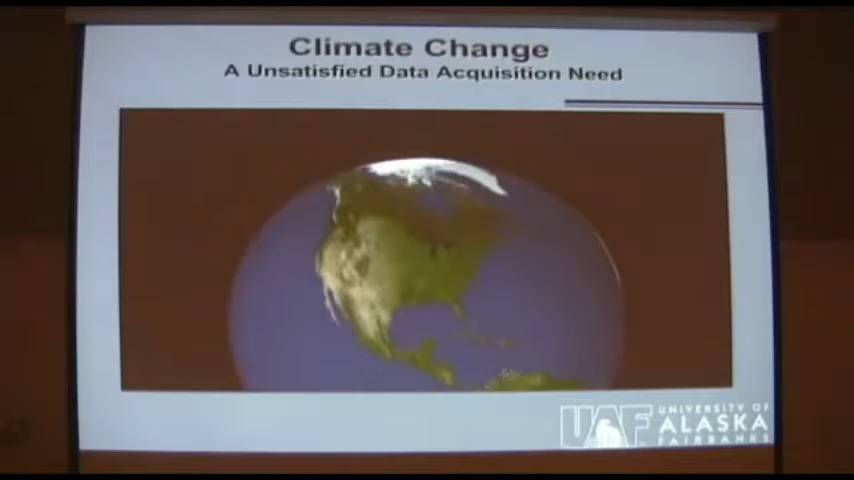 Climate Change
A Unsatisfied Data Acquisition Need
UAF
UNIVERSITY OF
ALASKA
FAIRBANKS